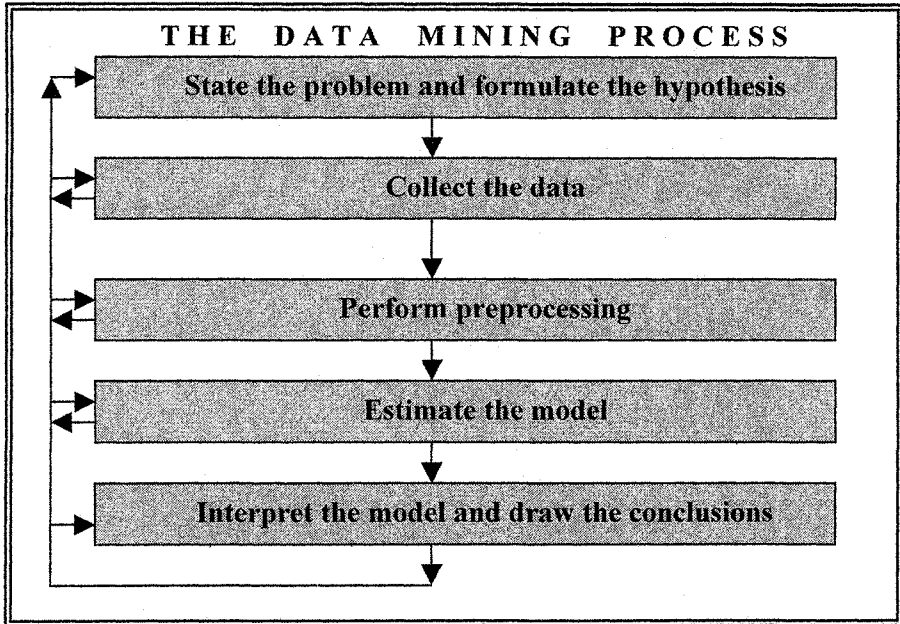 THE DATA MINING PROCESS
State the problem and formulate the hypothesis
Collect the data
Perform preprocessing
Estimate the model
Interpret the model and draw the conclusions